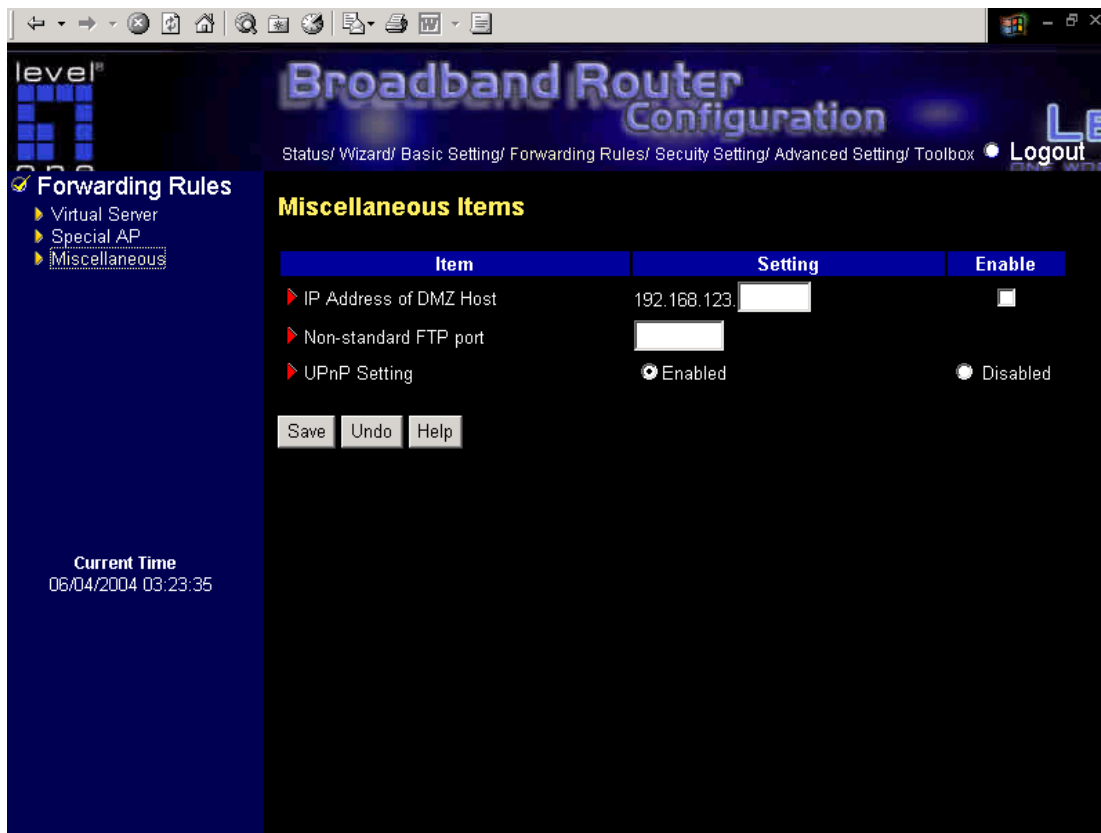 level®
one
Broadband Router
Configuration
Status/ Wizard/ Basic Setting/ Forwarding Rules/ Secuity Setting/ Advanced Setting/ Toolbox Logout
Forwarding Rules
Virtual Server
Special AP
Miscellaneous
Miscellaneous Items
Item Setting Enable
IP Address of DMZ Host 192.168.123.
Non-standard FTP port
UPnP Setting Enabled Disabled
Save Undo Help
Current Time
06/04/2004 03:23:35